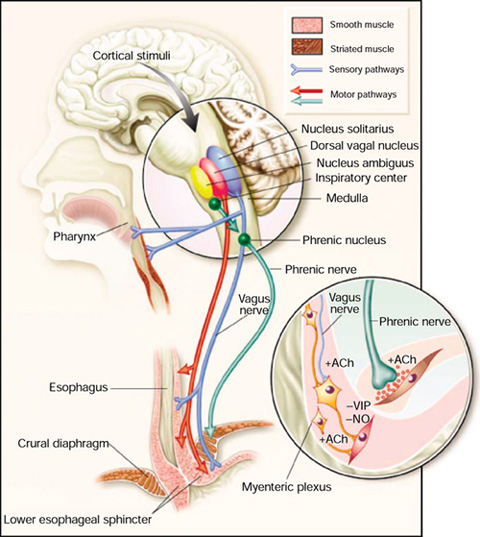 Smooth muscle
Striated muscle
Sensory pathways
Motor pathways
Cortical stimuli
Nucleus solitarius
Dorsal vagal nucleus
Nucleus ambiguus
Inspiratory center
Medulla
Pharynx
Phrenic nucleus
Phrenic nerve
Vagus
nerve
Vagus
nerve
Phrenic nerve
+ACh
+ACh
Esophagus
–VIP
–NO
+ACh
Crural diaphragm
Myenteric plexus
Lower esophageal sphincter